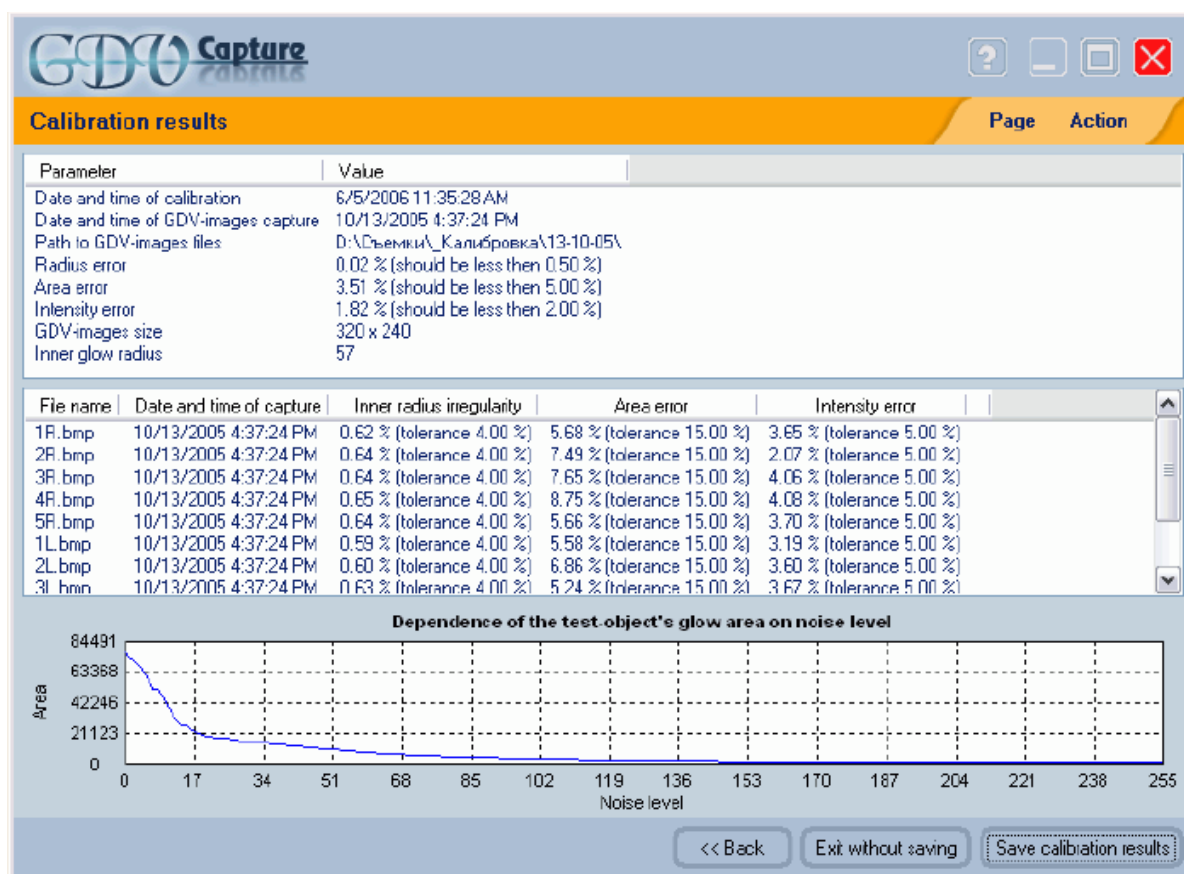 GDV Capture
?
Calibration results Page Action
Parameter Value
Date and time of calibration 6/5/2006 11:35:28 AM
Date and time of GDV-images capture 10/13/2005 4:37:24 PM
Path to GDV-images files D:\Съемки\_Калибровка\13-10-05\
Radius error 0.02 % (should be less then 0.50 %)
Area error 3.51 % (should be less then 5.00 %)
Intensity error 1.82 % (should be less then 2.00 %)
GDV-images size 320 x 240
Inner glow radius 57
File name Date and time of capture Inner radius irregularity Area error Intensity error
1R.bmp 10/13/2005 4:37:24 PM 0.62 % (tolerance 4.00 %) 5.68 % (tolerance 15.00 %) 3.65 % (tolerance 5.00 %)
2R.bmp 10/13/2005 4:37:24 PM 0.64 % (tolerance 4.00 %) 7.49 % (tolerance 15.00 %) 2.07 % (tolerance 5.00 %)
3R.bmp 10/13/2005 4:37:24 PM 0.64 % (tolerance 4.00 %) 7.65 % (tolerance 15.00 %) 4.06 % (tolerance 5.00 %)
4R.bmp 10/13/2005 4:37:24 PM 0.65 % (tolerance 4.00 %) 8.75 % (tolerance 15.00 %) 4.08 % (tolerance 5.00 %)
5R.bmp 10/13/2005 4:37:24 PM 0.64 % (tolerance 4.00 %) 5.66 % (tolerance 15.00 %) 3.70 % (tolerance 5.00 %)
1L.bmp 10/13/2005 4:37:24 PM 0.59 % (tolerance 4.00 %) 5.58 % (tolerance 15.00 %) 3.19 % (tolerance 5.00 %)
2L.bmp 10/13/2005 4:37:24 PM 0.60 % (tolerance 4.00 %) 6.86 % (tolerance 15.00 %) 3.60 % (tolerance 5.00 %)
3L.bmp 10/13/2005 4:37:24 PM 0.63 % (tolerance 4.00 %) 5.24 % (tolerance 15.00 %) 3.67 % (tolerance 5.00 %)
Dependence of the test-object's glow area on noise level
84491
63368
42246
21123
0
Area
0 17 34 51 68 85 102 119 136 153 170 187 204 221 238 255
Noise level
<< Back Exit without saving Save calibration results